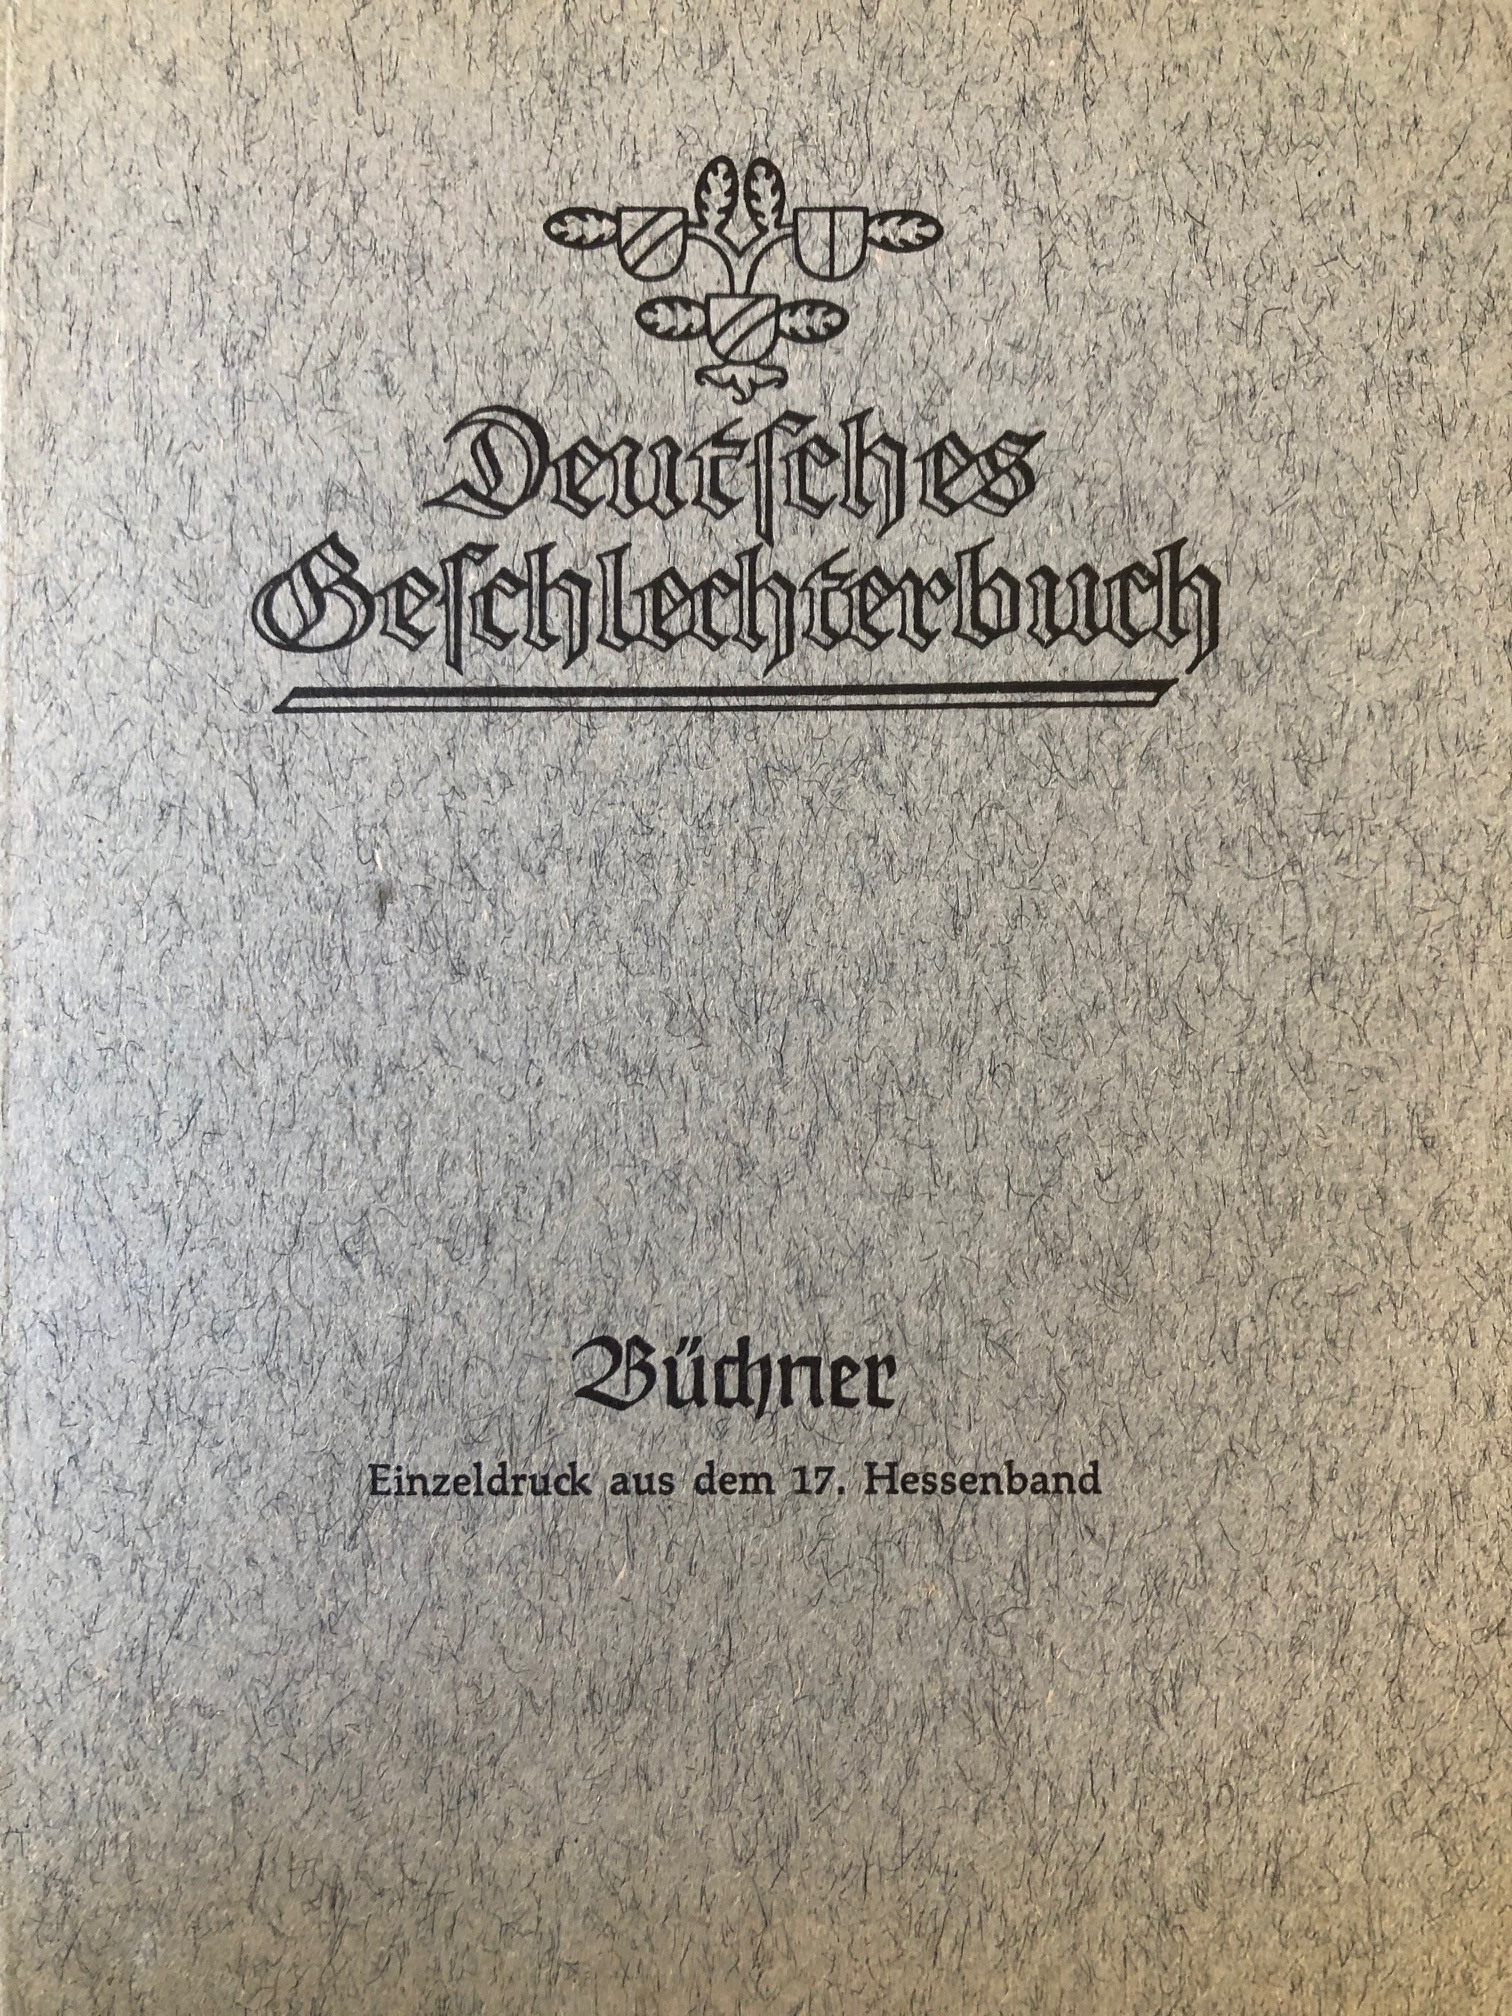 Deutſches
Geſchlechterbuch
Büchner
Einzeldruck aus dem 17. Hessenband